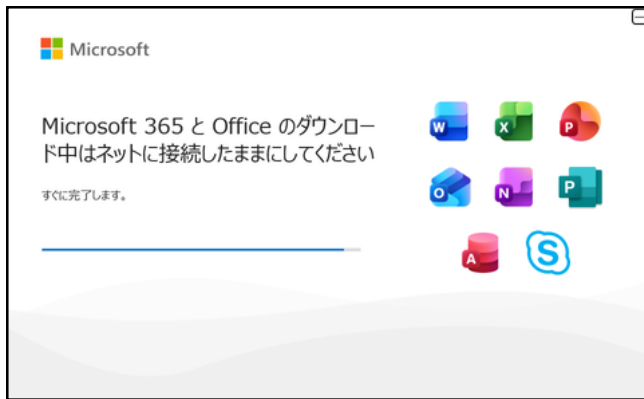 Microsoft
Microsoft 365 と Office のダウンロー
ド中はネットに接続したままにしてください
すぐに完了します。
W
X
P
O
N
P
A
S